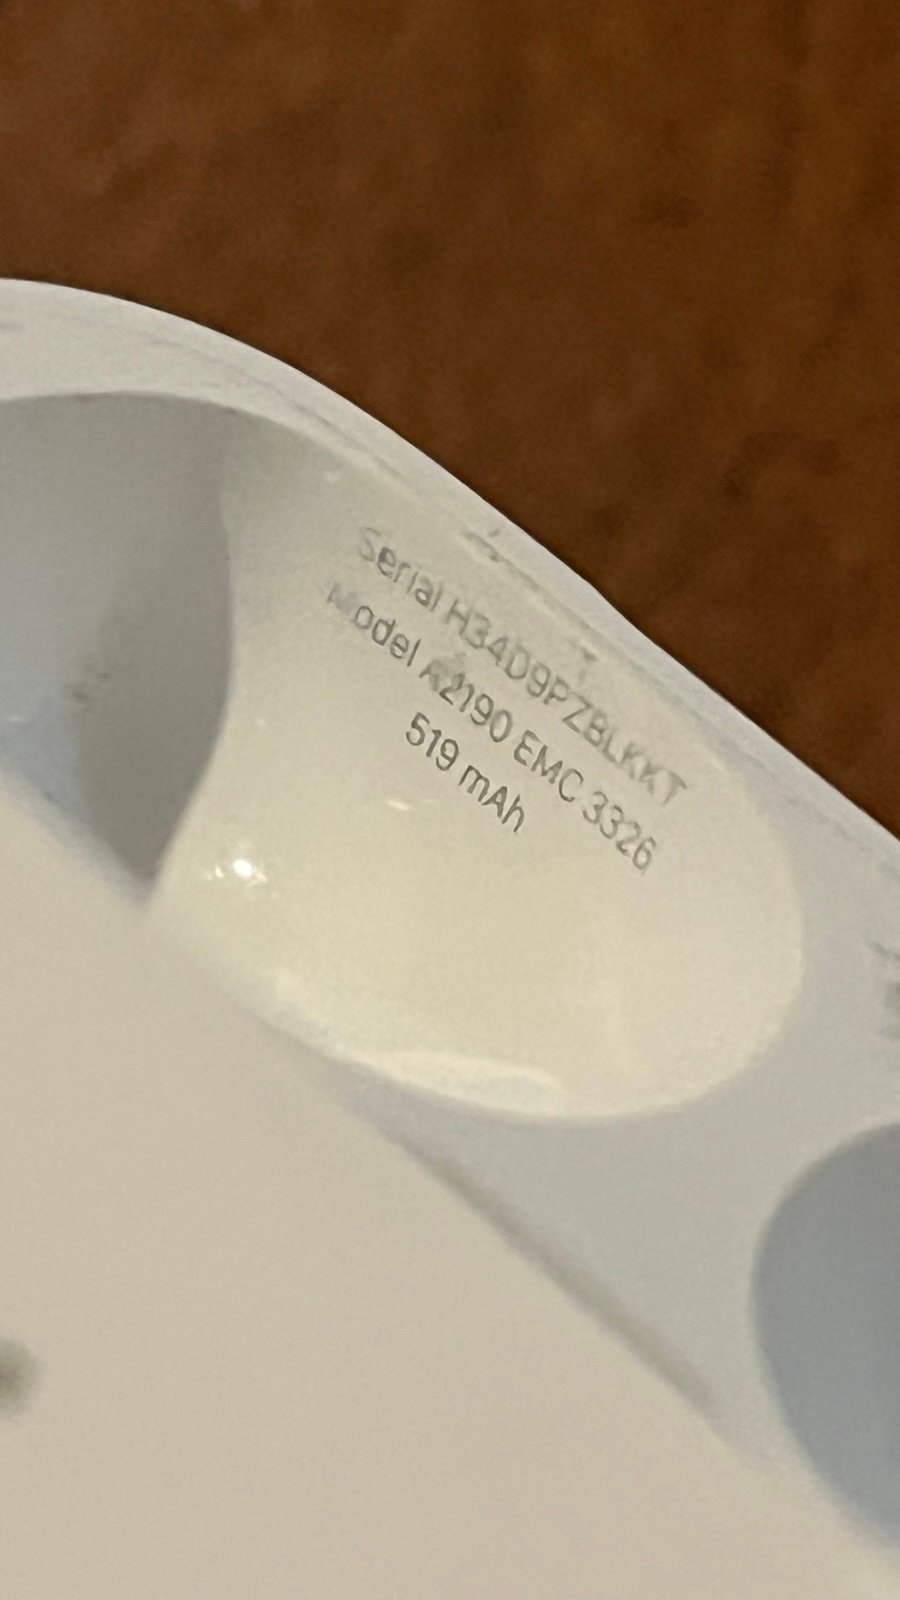 Serial H34D9PZBLKKT
Model A2190 EMC 3326
519 mAh